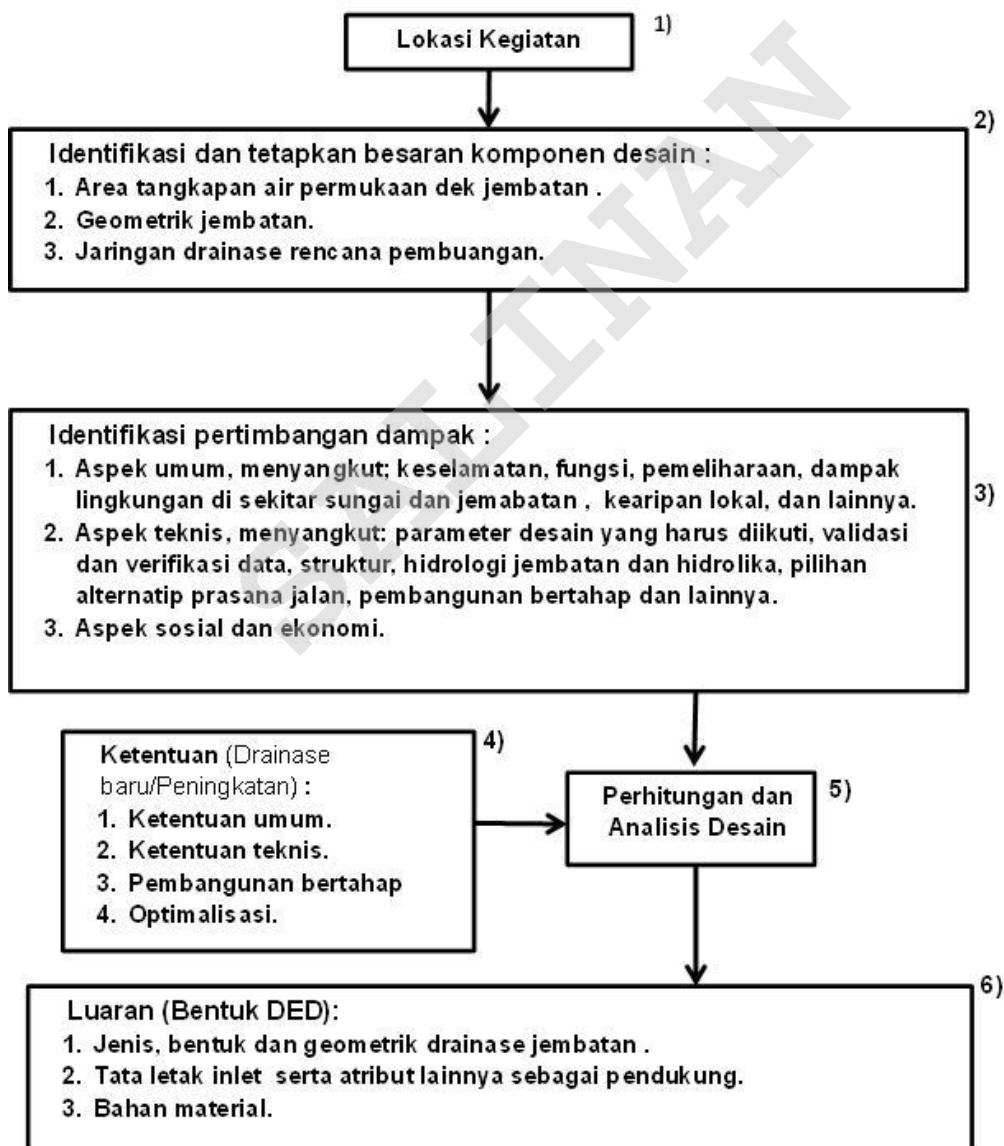 Lokasi Kegiatan
1)
2)
Identifikasi dan tetapkan besaran komponen desain :
1. Area tangkapan air permukaan dek jembatan .
2. Geometrik jembatan.
3. Jaringan drainase rencana pembuangan.
3)
Identifikasi pertimbangan dampak :
1. Aspek umum, menyangkut; keselamatan, fungsi, pemeliharaan, dampak
lingkungan di sekitar sungai dan jemabatan , kearipan lokal, dan lainnya.
2. Aspek teknis, menyangkut: parameter desain yang harus diikuti, validasi
dan verifikasi data, struktur, hidrologi jembatan dan hidrolika, pilihan
alternatip prasana jalan, pembangunan bertahap dan lainnya.
3. Aspek sosial dan ekonomi.
4)
Ketentuan (Drainase
baru/Peningkatan) :
1. Ketentuan umum.
2. Ketentuan teknis.
3. Pembangunan bertahap
4. Optimalisasi.
5)
Perhitungan dan
Analisis Desain
6)
Luaran (Bentuk DED):
1. Jenis, bentuk dan geometrik drainase jembatan .
2. Tata letak inlet serta atribut lainnya sebagai pendukung.
3. Bahan material.
SALINAN